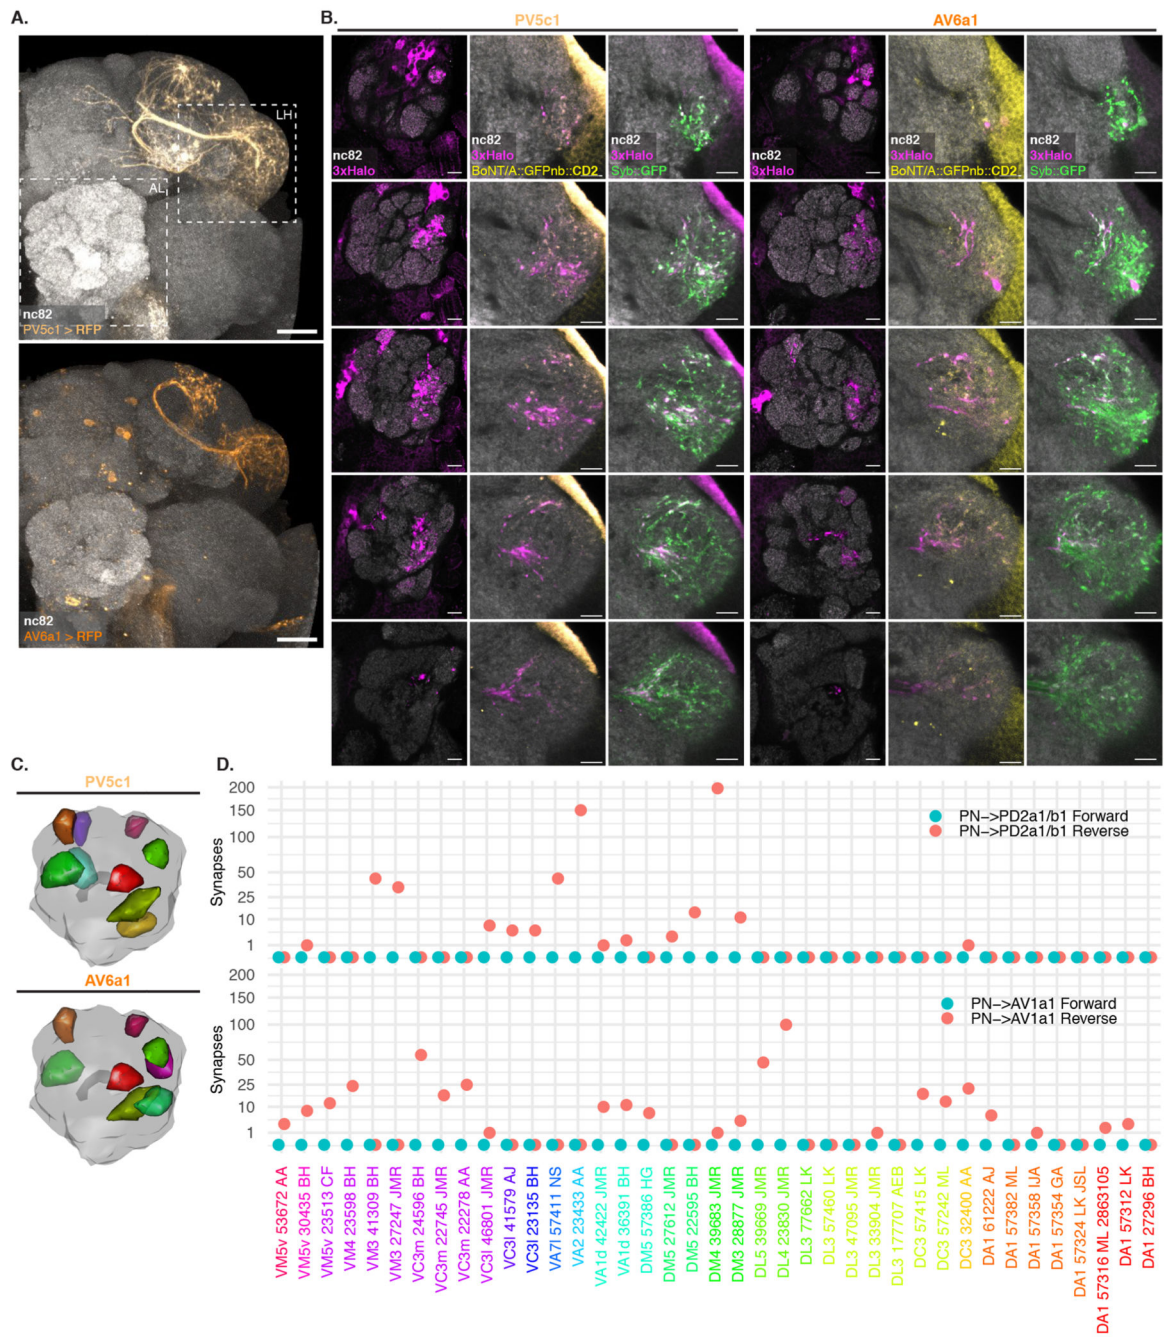 A.
LH
AL
nc82
PV5c1 > RFP
nc82
AV6a1 > RFP
B.
PV5c1
AV6a1
nc82
3xHalo
nc82
3xHalo
BoNT/A::GFPnb::CD2
nc82
3xHalo
Syb::GFP
nc82
3xHalo
nc82
3xHalo
BoNT/A::GFPnb::CD2
nc82
3xHalo
Syb::GFP
C.
PV5c1
AV6a1
D.
200
150
100
50
25
10
1
Synapses
PN->PD2a1/b1 Forward
PN->PD2a1/b1 Reverse
200
150
100
50
25
10
1
Synapses
PN->AV1a1 Forward
PN->AV1a1 Reverse
VM5v 53672 AA
VM5v 30435 BH
VM5v 23513 CF
VM4 23598 BH
VM3 41309 BH
VM3 27247 JMR
VC3m 24596 BH
VC3m 22745 JMR
VC3m 22278 AA
VC3l 46801 JMR
VC3l 41579 AJ
VC3l 23135 BH
VA7l 57411 NS
VA2 23433 AA
VA1d 42422 JMR
VA1d 36391 BH
DM5 57386 HG
DM5 27612 JMR
DM5 22595 BH
DM4 39683 JMR
DM3 28877 JMR
DL5 39669 JMR
DL4 23830 JMR
DL3 77662 LK
DL3 57460 LK
DL3 47095 JMR
DL3 33904 JMR
DL3 177707 AEB
DC3 57415 LK
DC3 57242 ML
DC3 32400 AA
DA1 61222 AJ
DA1 57382 ML
DA1 57358 IJA
DA1 57354 GA
DA1 57324 LK JSL
DA1 57316 ML 2863105
DA1 57312 LK
DA1 27296 BH